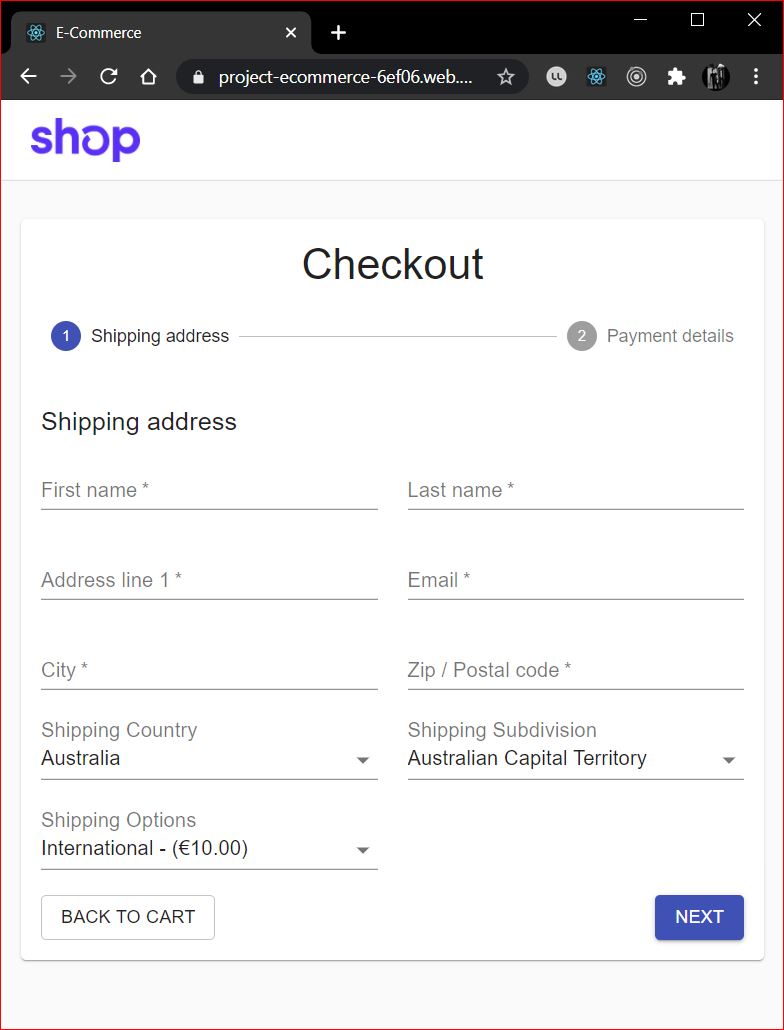 E-Commerce
project-ecommerce-6ef06.web....
shop
Checkout
1 Shipping address 2 Payment details
Shipping address
First name * Last name *
Address line 1 * Email *
City * Zip / Postal code *
Shipping Country Shipping Subdivision
Australia Australian Capital Territory
Shipping Options
International - (€10.00)
BACK TO CART NEXT